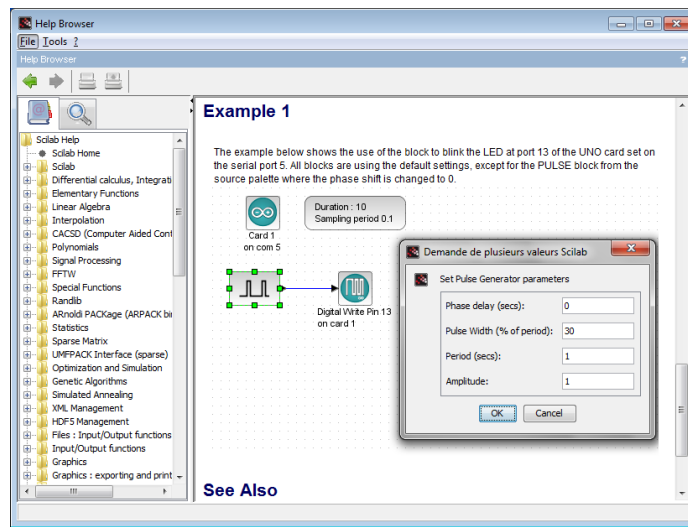 Help Browser
File Tools ?
Help Browser
?
Scilab Help
Scilab Home
Scilab
Differential calculus, Integrati
Elementary Functions
Linear Algebra
Interpolation
CACSD (Computer Aided Cont
Polynomials
Signal Processing
FFTW
Special Functions
Randlib
ARnoldi PACKage (ARPACK bi
Statistics
Sparse Matrix
UMFPACK Interface (sparse)
Optimization and Simulation
Genetic Algorithms
Simulated Annealing
XML Management
HDF5 Management
Files : Input/Output functions
Input/Output functions
Graphics
Graphics : exporting and print
Example 1
The example below shows the use of the block to blink the LED at port 13 of the UNO card set on
the serial port 5. All blocks are using the default settings, except for the PULSE block from the
source palette where the phase shift is changed to 0.
Card 1
on com 5
Duration : 10
Sampling period 0.1
Digital Write Pin 13
on card 1
Demande de plusieurs valeurs Scilab
Set Pulse Generator parameters
Phase delay (secs): 0
Pulse Width (% of period): 30
Period (secs): 1
Amplitude: 1
OK Cancel
See Also